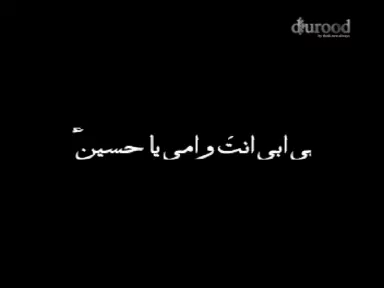 durood
بی ابی انتَ و امی یا حسینؑ